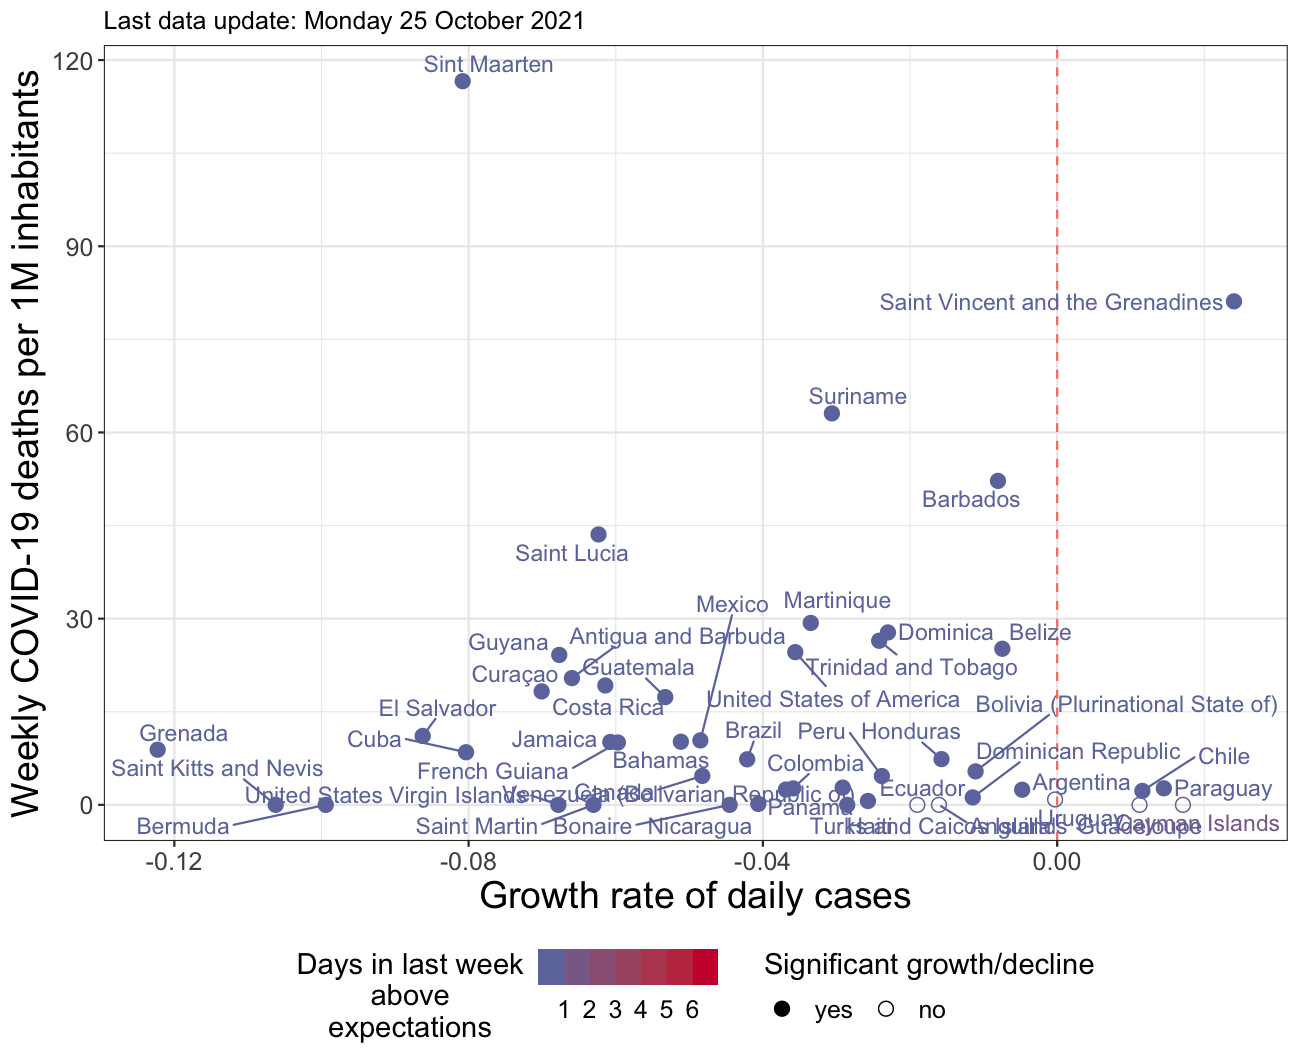 Last data update: Monday 25 October 2021
Weekly COVID-19 deaths per 1M inhabitants
120
90
60
30
0
Sint Maarten
Saint Vincent and the Grenadines
Suriname
Barbados
Saint Lucia
Mexico
Martinique
Guyana
Antigua and Barbuda
Dominica
Belize
Curaçao
Guatemala
Trinidad and Tobago
Costa Rica
United States of America
Bolivia (Plurinational State of)
El Salvador
Grenada
Cuba
Jamaica
Brazil
Peru
Honduras
Dominican Republic
Chile
Saint Kitts and Nevis
French Guiana
Bahamas
Colombia
Ecuador
Argentina
Paraguay
United States Virgin Islands
Venezuela (Bolivarian Republic of)
Canada
Panama
Uruguay
Cayman Islands
Bermuda
Saint Martin
Bonaire
Nicaragua
Turks and Caicos Islands
Haiti
Anguilla
Guadeloupe
-0.12
-0.08
-0.04
0.00
Growth rate of daily cases
Days in last week
above
expectations
1 2 3 4 5 6
Significant growth/decline
yes
no